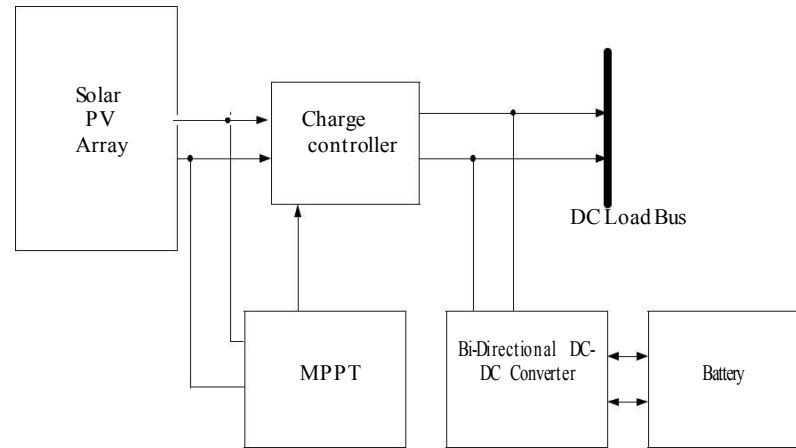 Solar
PV
Array
Charge
controller
DC Load Bus
MPPT
Bi-Directional DC-
DC Converter
Battery